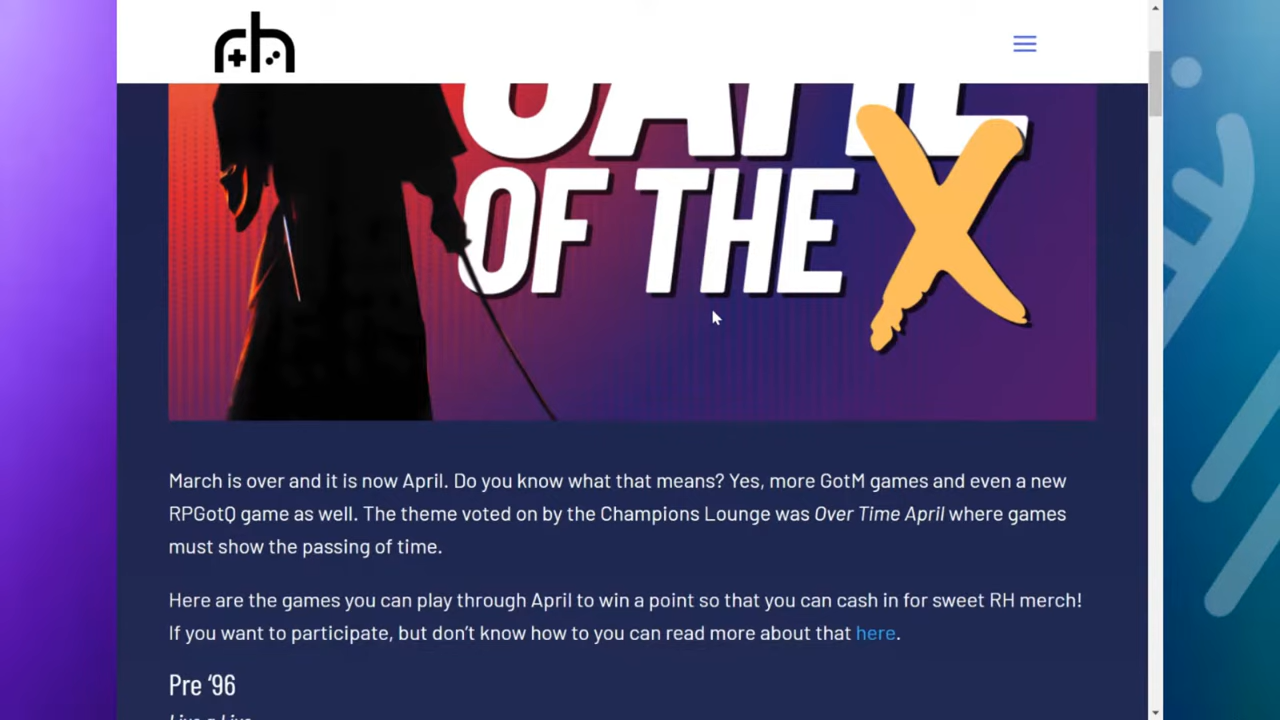 rh
GAME
OF THE X
March is over and it is now April. Do you know what that means? Yes, more GotM games and even a new
RPGotQ game as well. The theme voted on by the Champions Lounge was Over Time April where games
must show the passing of time.
Here are the games you can play through April to win a point so that you can cash in for sweet RH merch!
If you want to participate, but don’t know how to you can read more about that here.
Pre ‘96
Live a Live